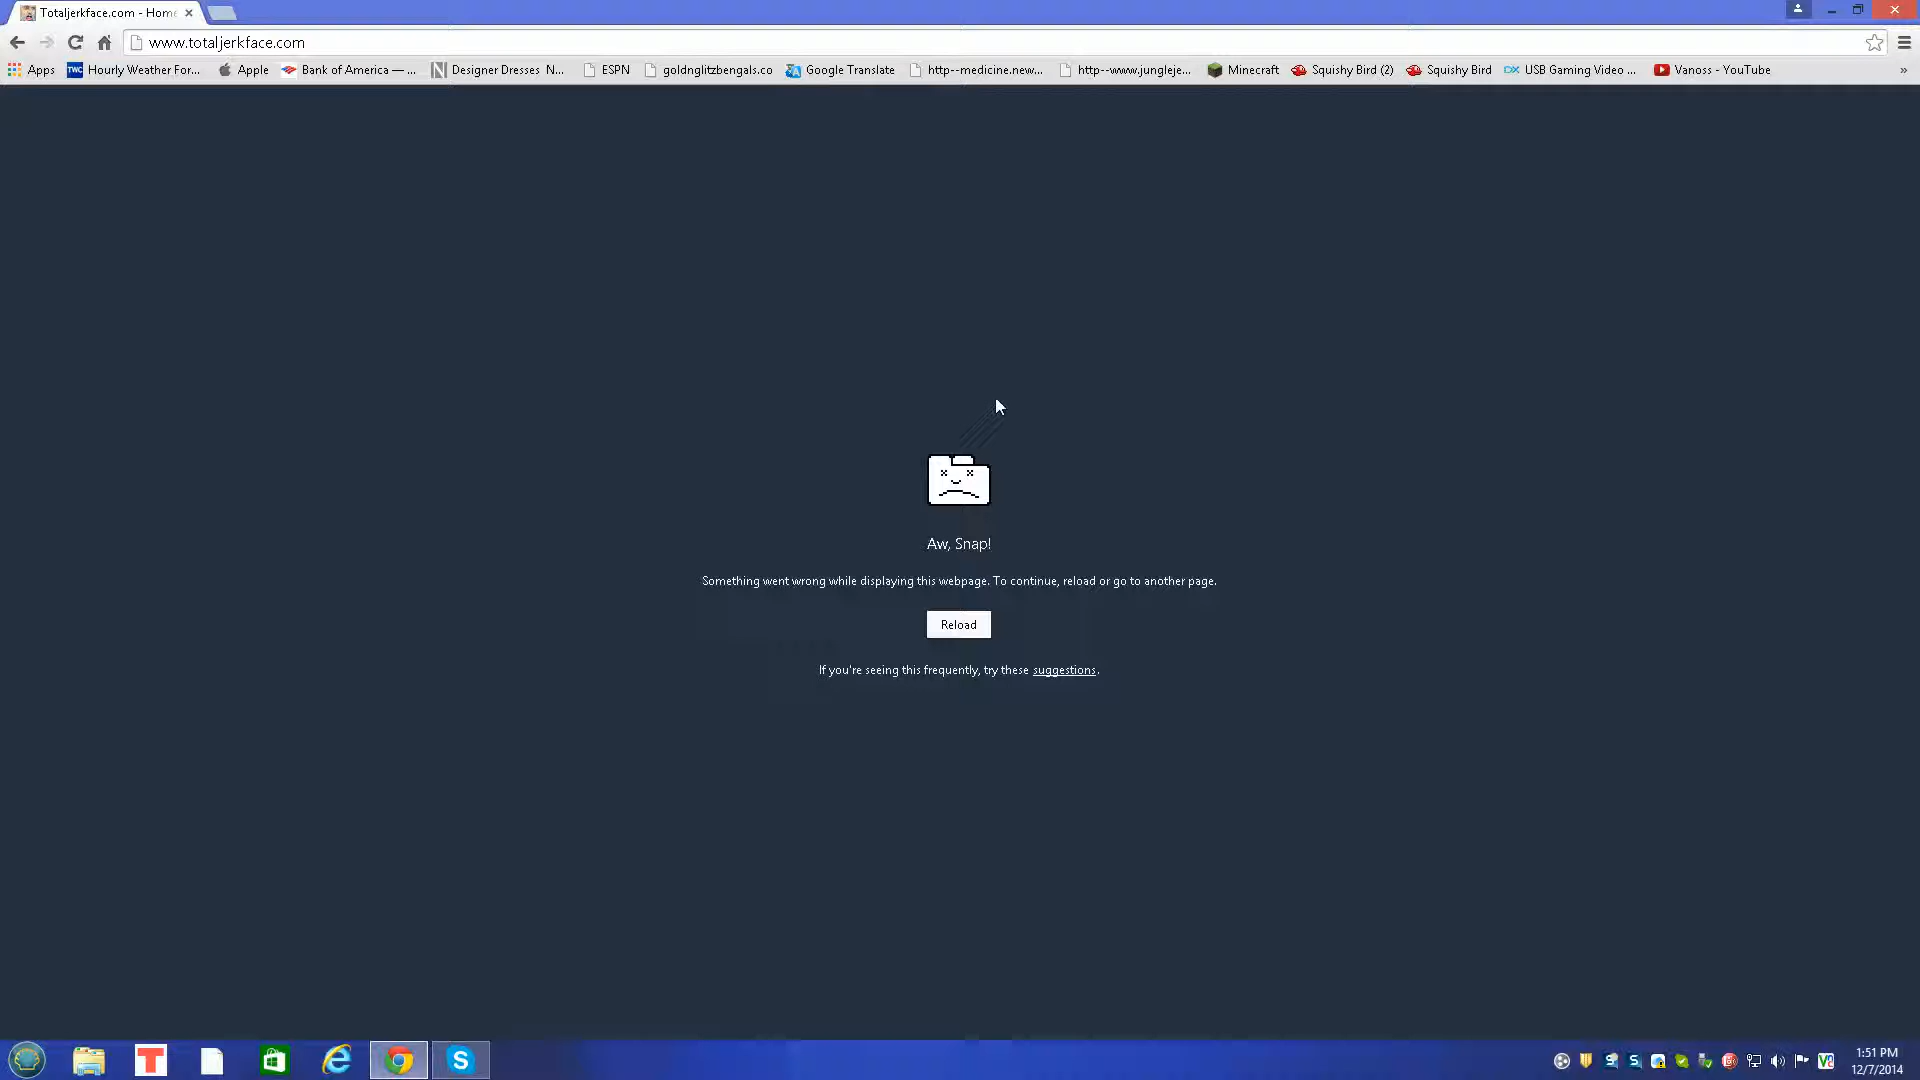 Totaljerkface.com - Home
www.totaljerkface.com
Apps TWC Hourly Weather For... Apple Bank of America — ... N Designer Dresses N... ESPN goldnglitzbengals.co Google Translate http--medicine.new... http--www.jungleje... Minecraft Squishy Bird (2) Squishy Bird DX USB Gaming Video ... Vanoss - YouTube »
Aw, Snap!
Something went wrong while displaying this webpage. To continue, reload or go to another page.
Reload
If you're seeing this frequently, try these suggestions.
1:51 PM
12/7/2014